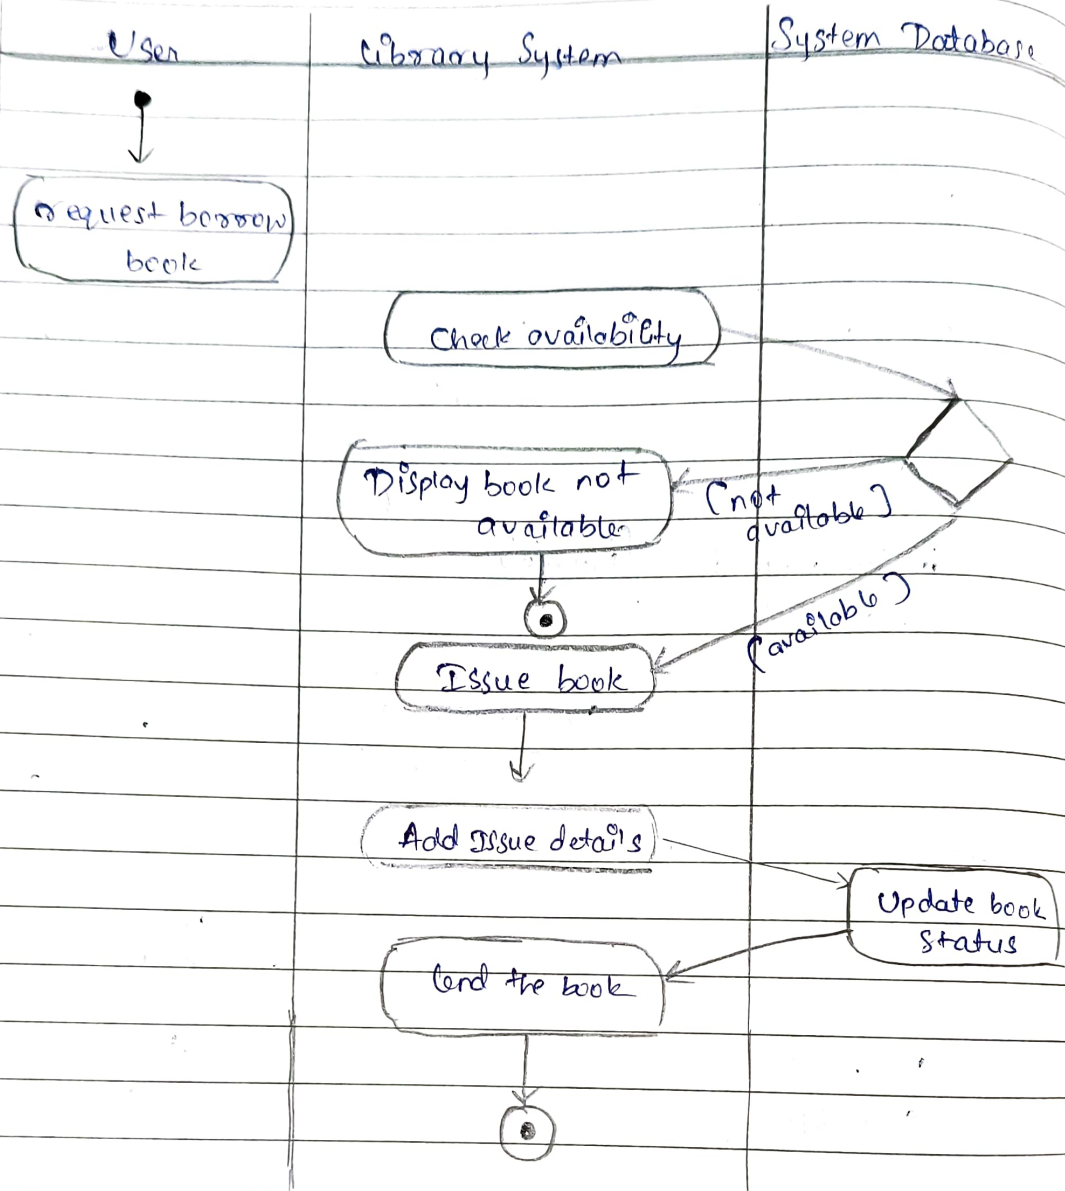 User
Library System
System Database
request borrow
book
Check availability
Display book not
available
[not
available]
[available]
Issue book
Add Issue details
Update book
Status
lend the book